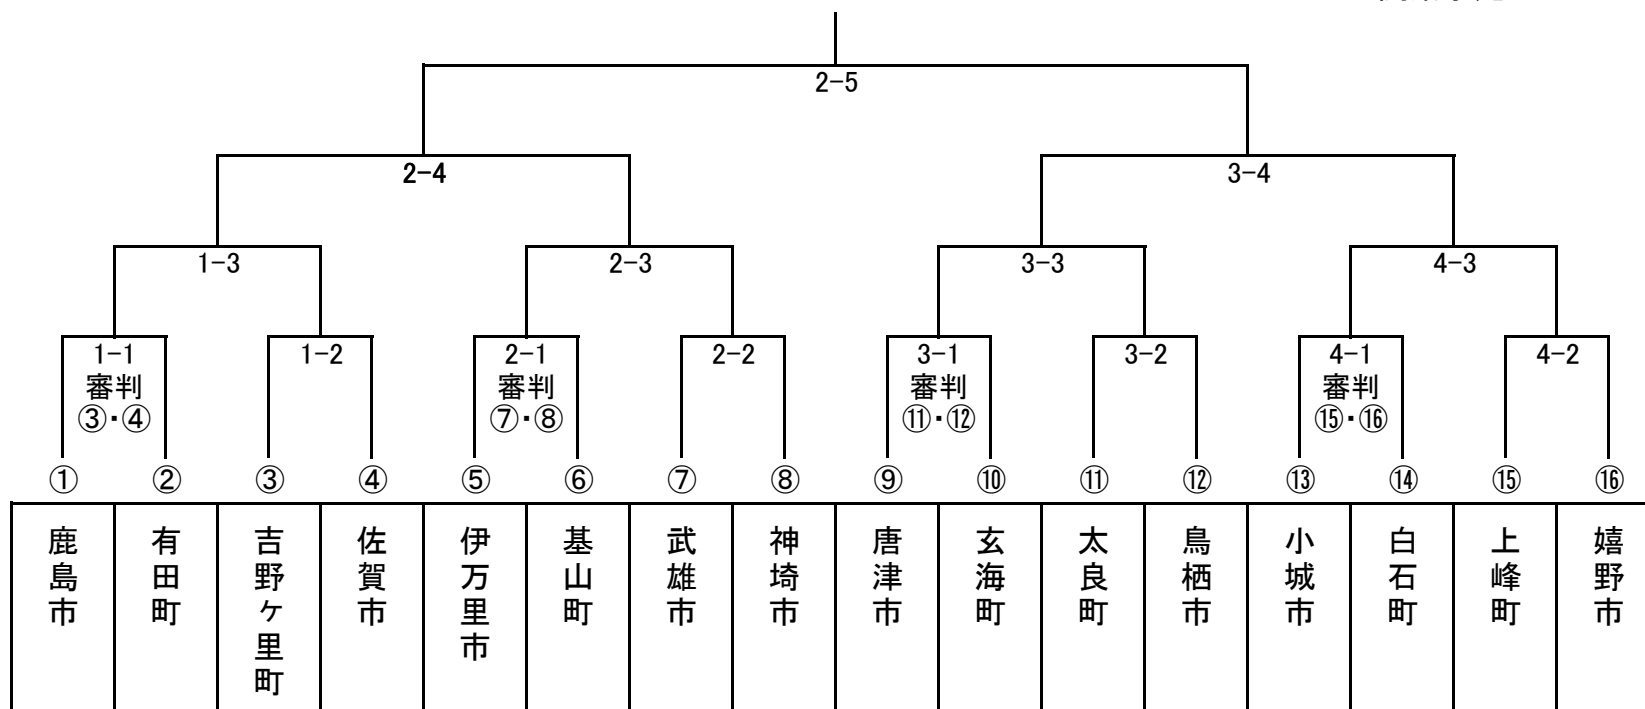 2-5
2-4
3-4
1-3
2-3
3-3
4-3
1-1
審判
③・④
1-2
2-1
審判
⑦・⑧
2-2
3-1
審判
⑪・⑫
3-2
4-1
審判
⑮・⑯
4-2
① ② ③ ④ ⑤ ⑥ ⑦ ⑧ ⑨ ⑩ ⑪ ⑫ ⑬ ⑭ ⑮ ⑯
鹿島市
有田町
吉野ヶ里町
佐賀市
伊万里市
基山町
武雄市
神埼市
唐津市
玄海町
太良町
鳥栖市
小城市
白石町
上峰町
嬉野市